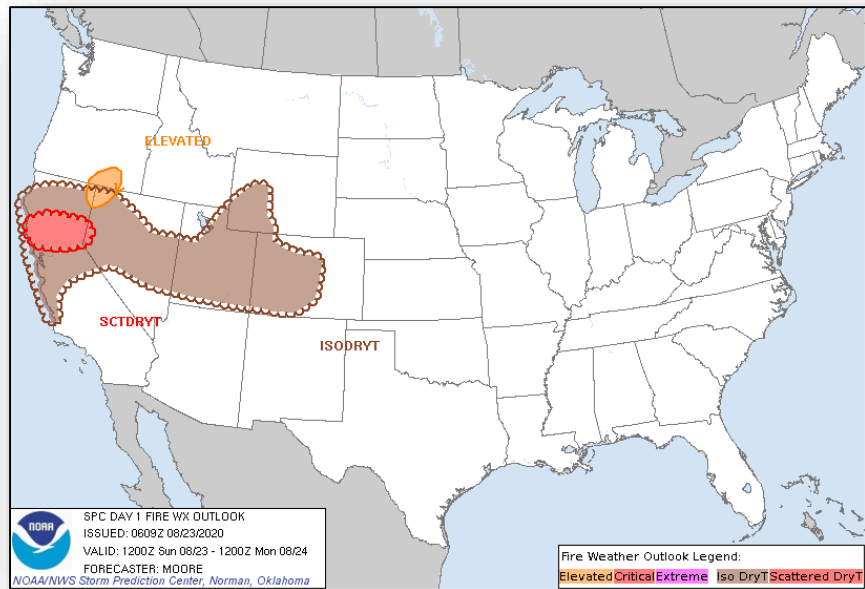 ELEVATED
SCTDRYT
ISODRYT
NOAA
SPC DAY 1 FIRE WX OUTLOOK
ISSUED: 0609Z 08/23/2020
VALID: 1200Z Sun 08/23 - 1200Z Mon 08/24
FORECASTER: MOORE
NOAA/NWS Storm Prediction Center, Norman, Oklahoma
Fire Weather Outlook Legend:
Elevated Critical Extreme Iso DryT Scattered DryT